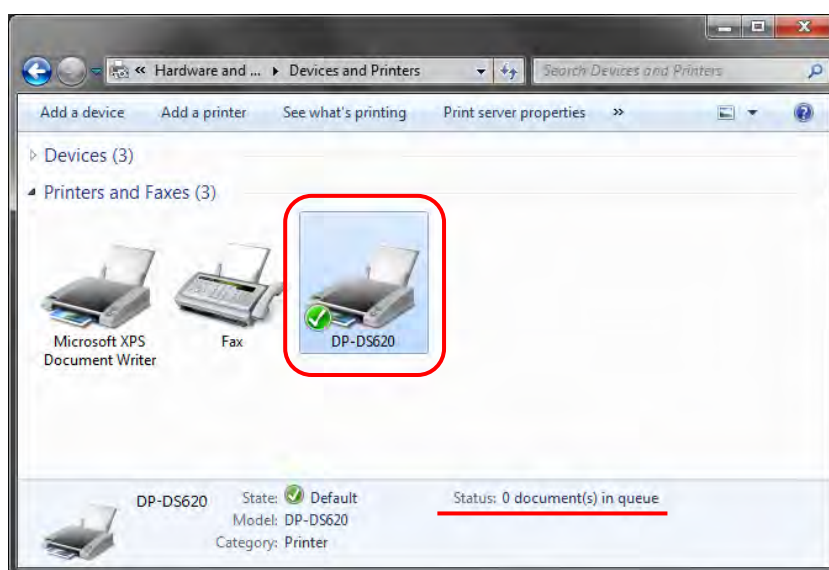 « Hardware and ... ▸ Devices and Printers
Search Devices and Printers
Add a device Add a printer See what's printing Print server properties »
Devices (3)
Printers and Faxes (3)
Microsoft XPS
Document Writer
Fax
DP-DS620
DP-DS620 State: Default Status: 0 document(s) in queue
Model: DP-DS620
Category: Printer